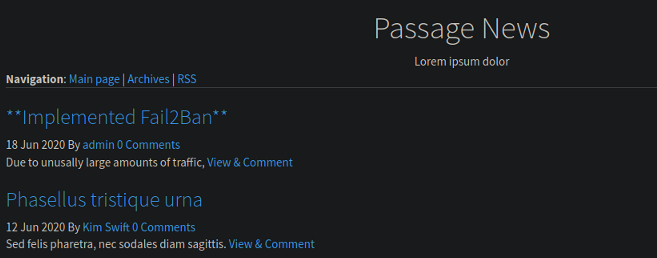 Passage News
Lorem ipsum dolor
Navigation: Main page | Archives | RSS
**Implemented Fail2Ban**
18 Jun 2020 By admin 0 Comments
Due to unusally large amounts of traffic, View & Comment
Phasellus tristique urna
12 Jun 2020 By Kim Swift 0 Comments
Sed felis pharetra, nec sodales diam sagittis. View & Comment